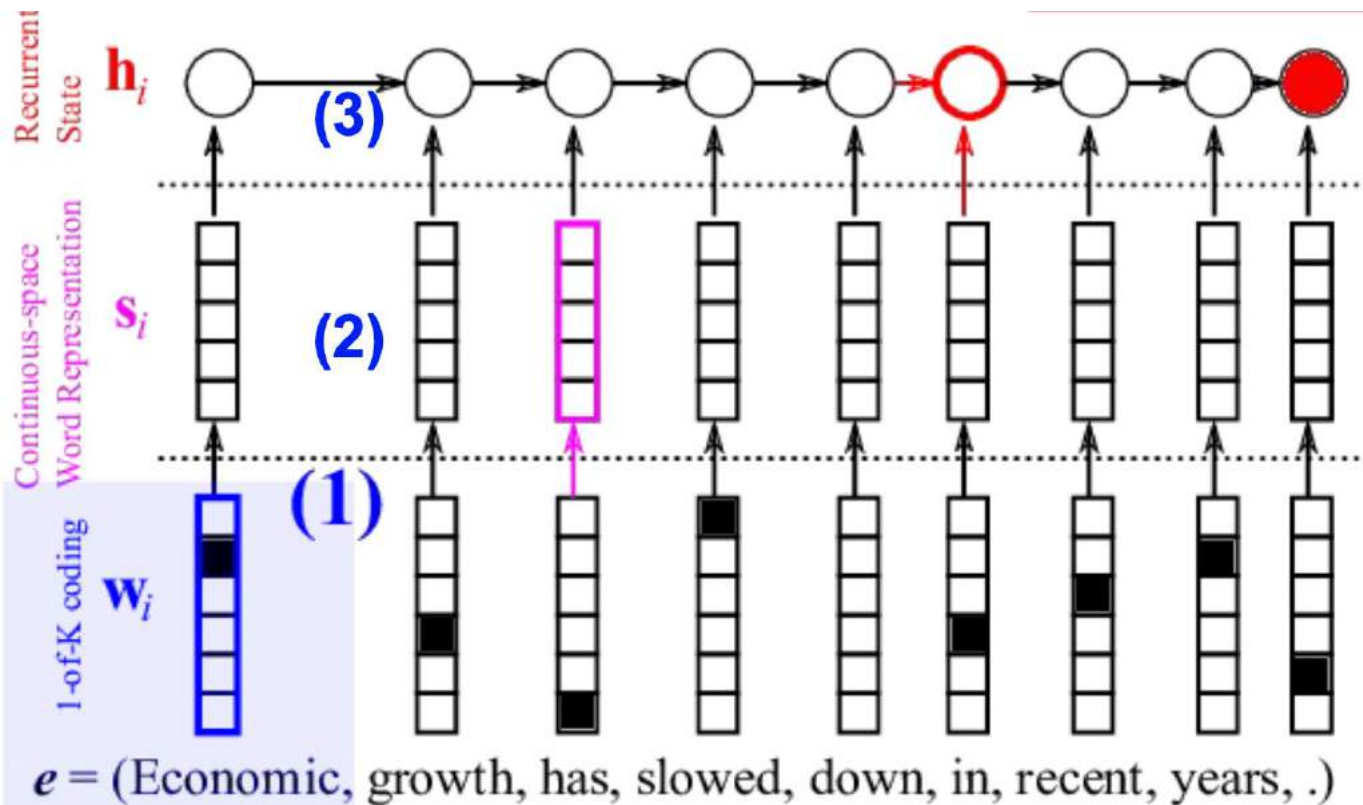 Recurrent
State
h_i
(3)
Continuous-space
Word Representation
s_i
(2)
1-of-K coding
w_i
(1)
e = (Economic, growth, has, slowed, down, in, recent, years, .)